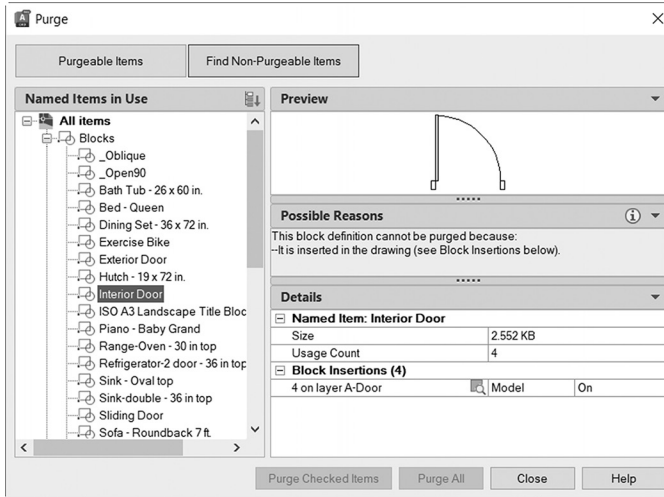 Purge
Purgeable Items
Find Non-Purgeable Items
Named Items in Use
All items
Blocks
_Oblique
_Open90
Bath Tub - 26 x 60 in.
Bed - Queen
Dining Set - 36 x 72 in.
Exercise Bike
Exterior Door
Hutch - 19 x 72 in.
Interior Door
ISO A3 Landscape Title Bloc
Piano - Baby Grand
Range-Oven - 30 in top
Refrigerator-2 door - 36 in top
Sink - Oval top
Sink-double - 36 in top
Sliding Door
Sofa - Roundback 7 ft.
Preview
Possible Reasons
This block definition cannot be purged because:
--It is inserted in the drawing (see Block Insertions below).
Details
Named Item: Interior Door
Size 2.552 KB
Usage Count 4
Block Insertions (4)
4 on layer A-Door Model On
Purge Checked Items
Purge All
Close
Help